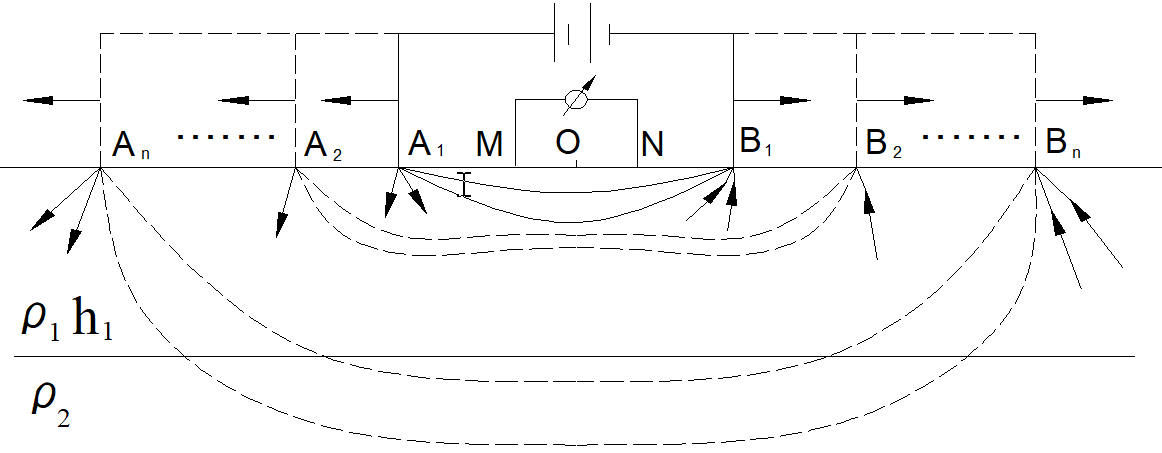 Aₙ ....... A₂ A₁ M O N B₁ B₂ ....... Bₙ
ρ₁ h₁
ρ₂